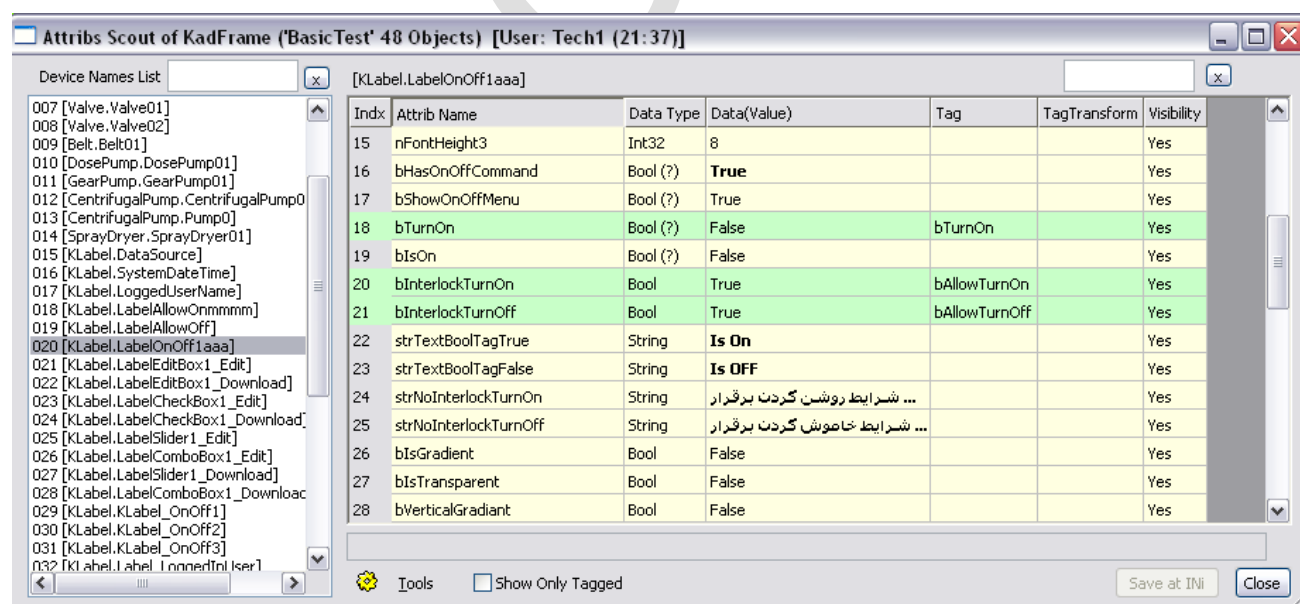 Attribs Scout of KadFrame ('BasicTest' 48 Objects) [User: Tech1 (21:37)]
Device Names List x
007 [Valve.Valve01]
008 [Valve.Valve02]
009 [Belt.Belt01]
010 [DosePump.DosePump01]
011 [GearPump.GearPump01]
012 [CentrifugalPump.CentrifugalPump0
013 [CentrifugalPump.Pump0]
014 [SprayDryer.SprayDryer01]
015 [KLabel.DataSource]
016 [KLabel.SystemDateTime]
017 [KLabel.LoggedUserName]
018 [KLabel.LabelAllowOnmmmm]
019 [KLabel.LabelAllowOff]
020 [KLabel.LabelOnOff1aaa]
021 [KLabel.LabelEditBox1_Edit]
022 [KLabel.LabelEditBox1_Download]
023 [KLabel.LabelCheckBox1_Edit]
024 [KLabel.LabelCheckBox1_Download]
025 [KLabel.LabelSlider1_Edit]
026 [KLabel.LabelComboBox1_Edit]
027 [KLabel.LabelSlider1_Download]
028 [KLabel.LabelComboBox1_Downloac
029 [KLabel.KLabel_OnOff1]
030 [KLabel.KLabel_OnOff2]
031 [KLabel.KLabel_OnOff3]
032 [KLabel.Label_LoggedInUser]
[KLabel.LabelOnOff1aaa] x
Indx Attrib Name Data Type Data(Value) Tag TagTransform Visibility
15 nFontHeight3 Int32 8 Yes
16 bHasOnOffCommand Bool (?) True Yes
17 bShowOnOffMenu Bool (?) True Yes
18 bTurnOn Bool (?) False bTurnOn Yes
19 bIsOn Bool (?) False Yes
20 bInterlockTurnOn Bool True bAllowTurnOn Yes
21 bInterlockTurnOff Bool True bAllowTurnOff Yes
22 strTextBoolTagTrue String Is On Yes
23 strTextBoolTagFalse String Is OFF Yes
24 strNoInterlockTurnOn String شرایط روشن کردن برقرار ... Yes
25 strNoInterlockTurnOff String شرایط خاموش کردن برقرار ... Yes
26 bIsGradient Bool False Yes
27 bIsTransparent Bool False Yes
28 bVerticalGradiant Bool False Yes
Tools Show Only Tagged Save at INi Close